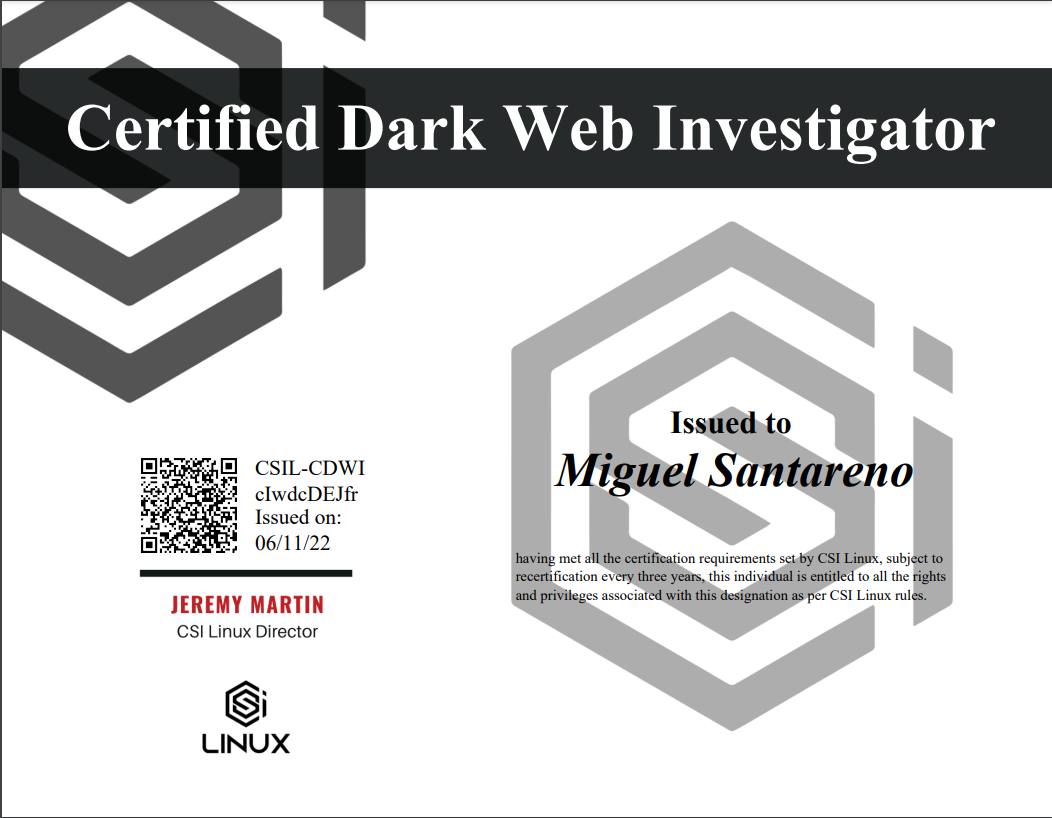 Certified Dark Web Investigator
Issued to
Miguel Santareno
having met all the certification requirements set by CSI Linux, subject to
recertification every three years, this individual is entitled to all the rights
and privileges associated with this designation as per CSI Linux rules.
CSIL-CDWI
cIwdcDEJfr
Issued on:
06/11/22
JEREMY MARTIN
CSI Linux Director
LINUX